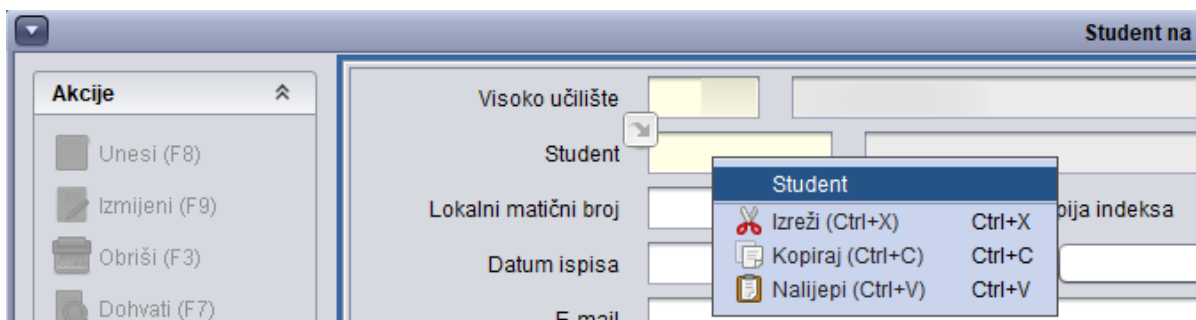 Student na
Akcije
Unesi (F8)
Izmijeni (F9)
Obriši (F3)
Dohvati (F7)
Visoko učilište
Student
Lokalni matični broj
Datum ispisa
E-mail
Student
Izreži (Ctrl+X) Ctrl+X
Kopiraj (Ctrl+C) Ctrl+C
Nalijepi (Ctrl+V) Ctrl+V
pija indeksa